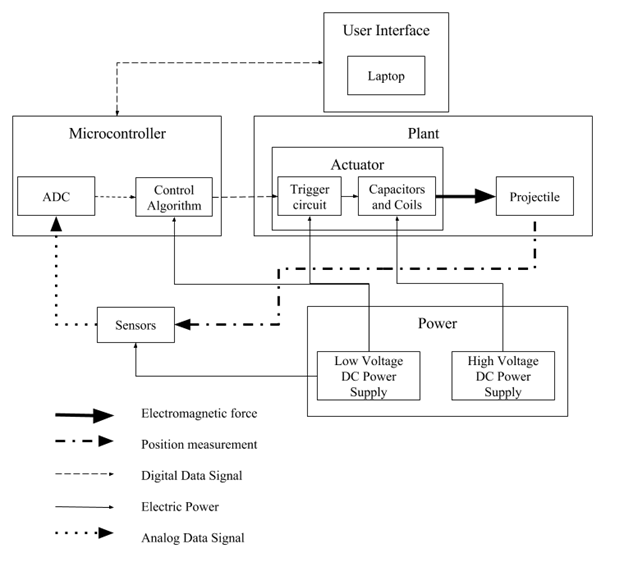 User Interface
Laptop
Microcontroller
Plant
Actuator
ADC
Control
Algorithm
Trigger
circuit
Capacitors
and Coils
Projectile
Sensors
Power
Low Voltage
DC Power
Supply
High Voltage
DC Power
Supply
Electromagnetic force
Position measurement
Digital Data Signal
Electric Power
Analog Data Signal